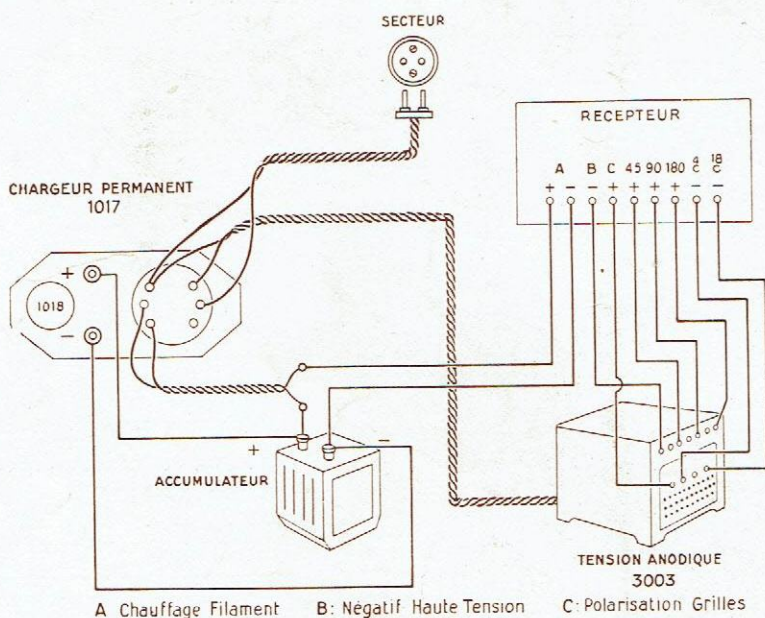 SECTEUR
RECEPTEUR
A B C 45 90 180 4 C 18 C
+ - - + + + + - -
CHARGEUR PERMANENT
1017
+
1018
-
+ -
ACCUMULATEUR
TENSION ANODIQUE
3003
A Chauffage Filament B: Négatif Haute Tension C: Polarisation Grilles